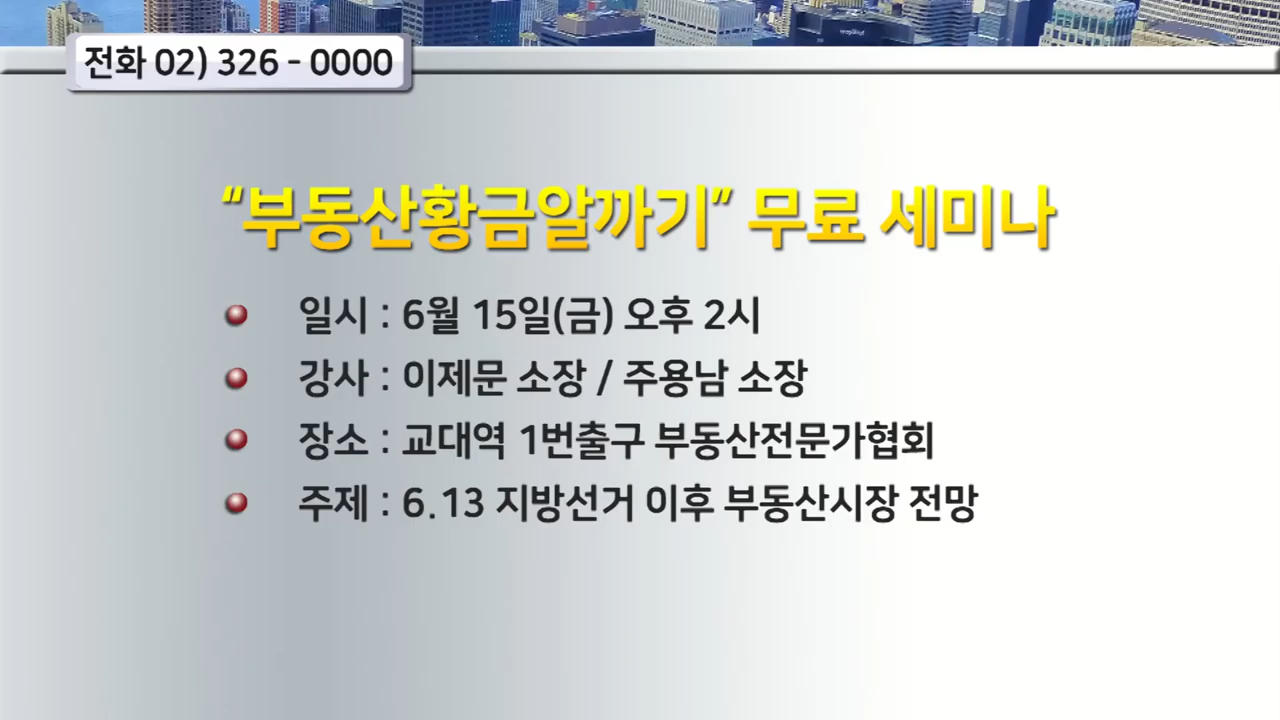 전화 02) 326 - 0000
“부동산황금알까기” 무료 세미나
일시 : 6월 15일(금) 오후 2시
강사 : 이제문 소장 / 주용남 소장
장소 : 교대역 1번출구 부동산전문가협회
주제 : 6.13 지방선거 이후 부동산시장 전망